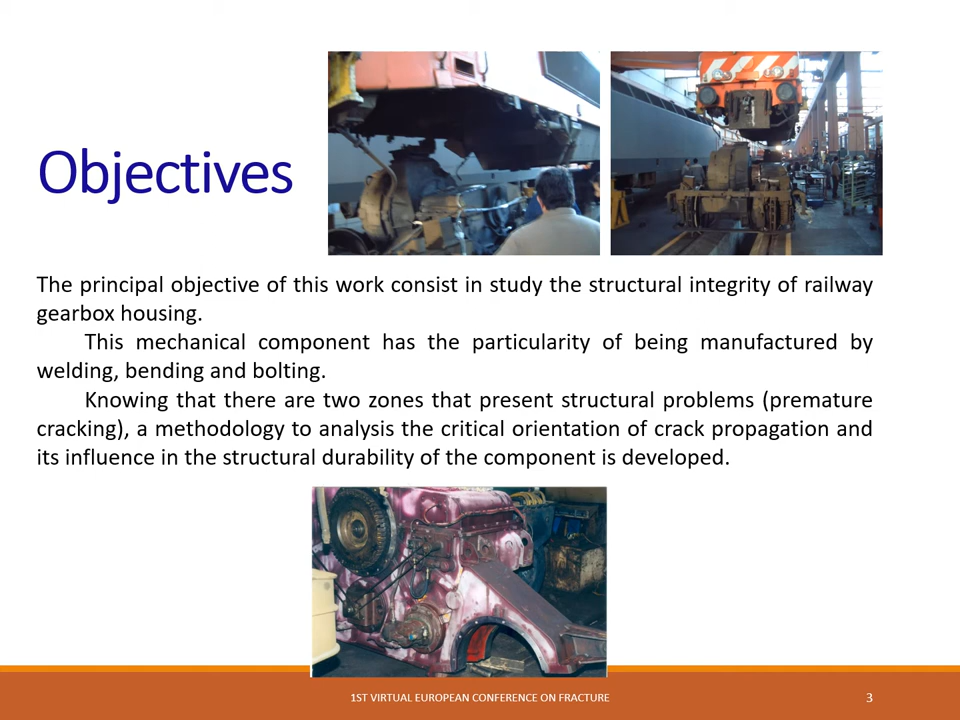 Objectives
The principal objective of this work consist in study the structural integrity of railway
gearbox housing.
This mechanical component has the particularity of being manufactured by
welding, bending and bolting.
Knowing that there are two zones that present structural problems (premature
cracking), a methodology to analysis the critical orientation of crack propagation and
its influence in the structural durability of the component is developed.
1ST VIRTUAL EUROPEAN CONFERENCE ON FRACTURE
3